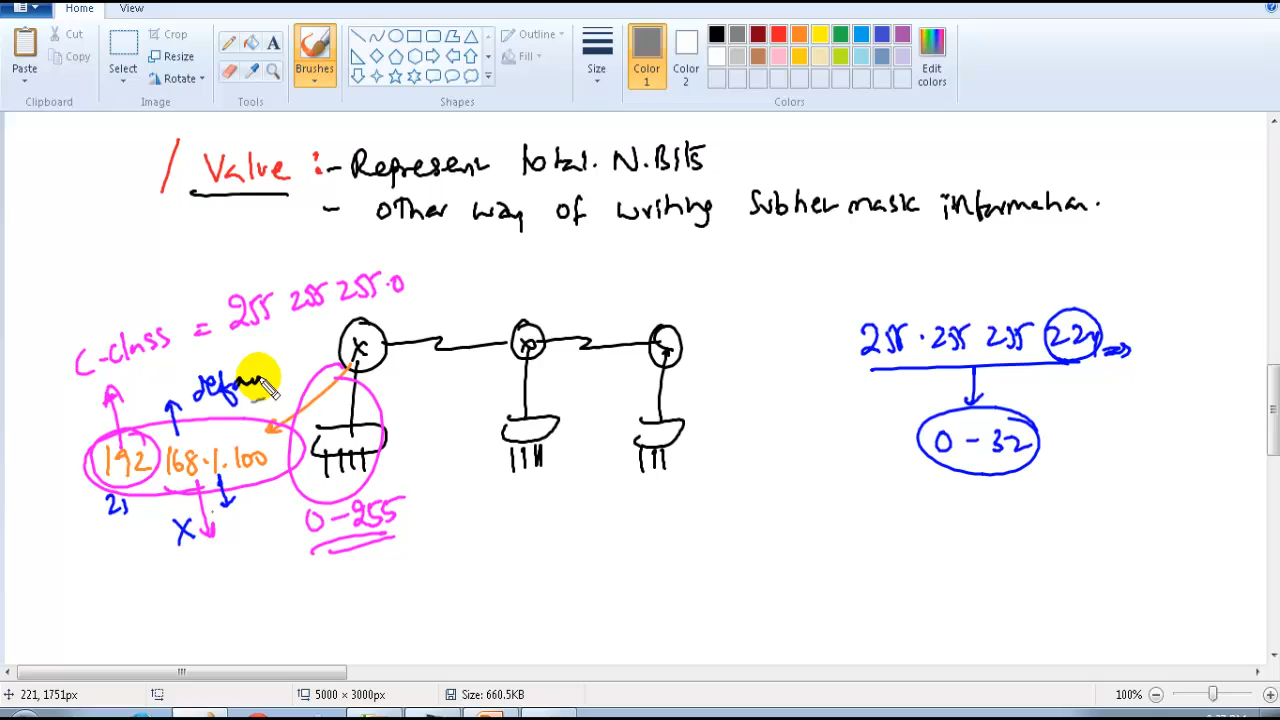 Home View
Paste
Cut
Copy
Clipboard
Select
Crop
Resize
Rotate
Image
Tools
Brushes
Shapes
Outline
Fill
Size
Color 1
Color 2
Edit colors
Colors
/ Value :- Represent total. N.Bits
- other way of writing subnet mask information.
C-class = 255 255 255.0
255.255 255 224
defau
192 168.1.100
0-32
X
0-255
221, 1751px
5000 × 3000px
Size: 660.5KB
100%